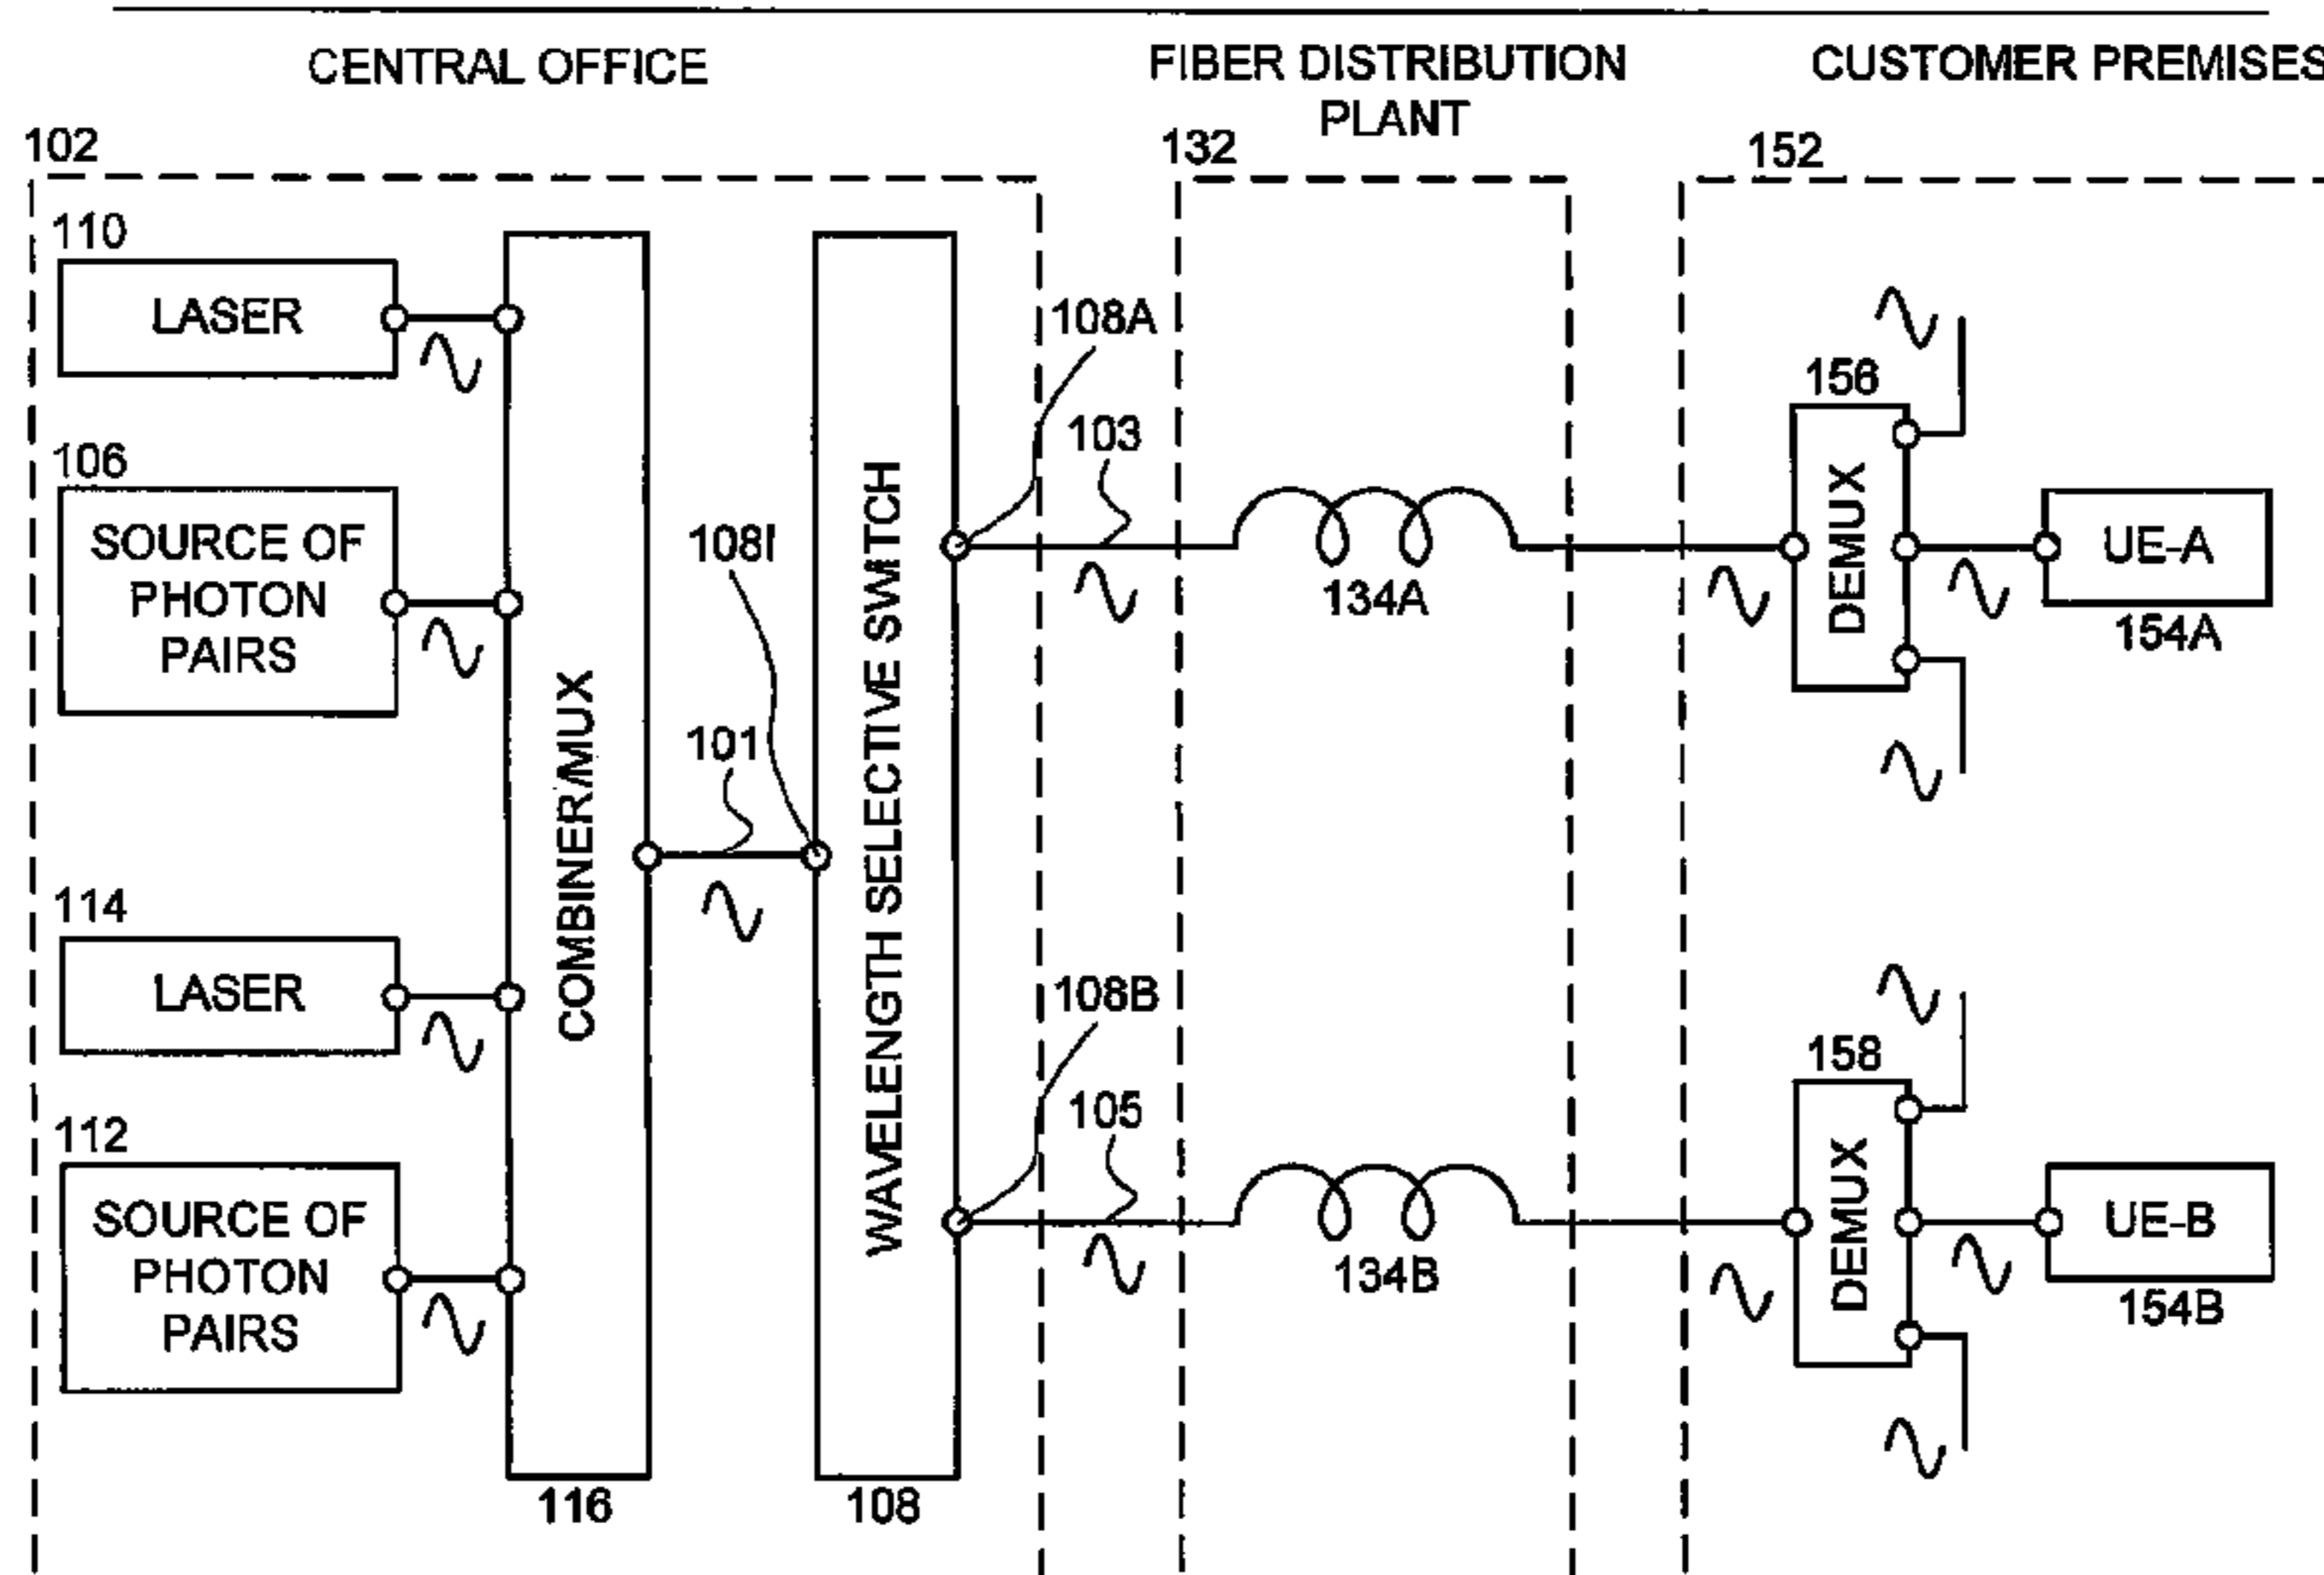 CENTRAL OFFICE
FIBER DISTRIBUTION
PLANT
CUSTOMER PREMISES
102
132
152
110
LASER
106
SOURCE OF
PHOTON
PAIRS
114
LASER
112
SOURCE OF
PHOTON
PAIRS
COMBINER/MUX
116
101
108I
WAVELENGTH SELECTIVE SWITCH
108
108A
103
134A
108B
105
134B
156
DEMUX
UE-A
154A
158
DEMUX
UE-B
154B